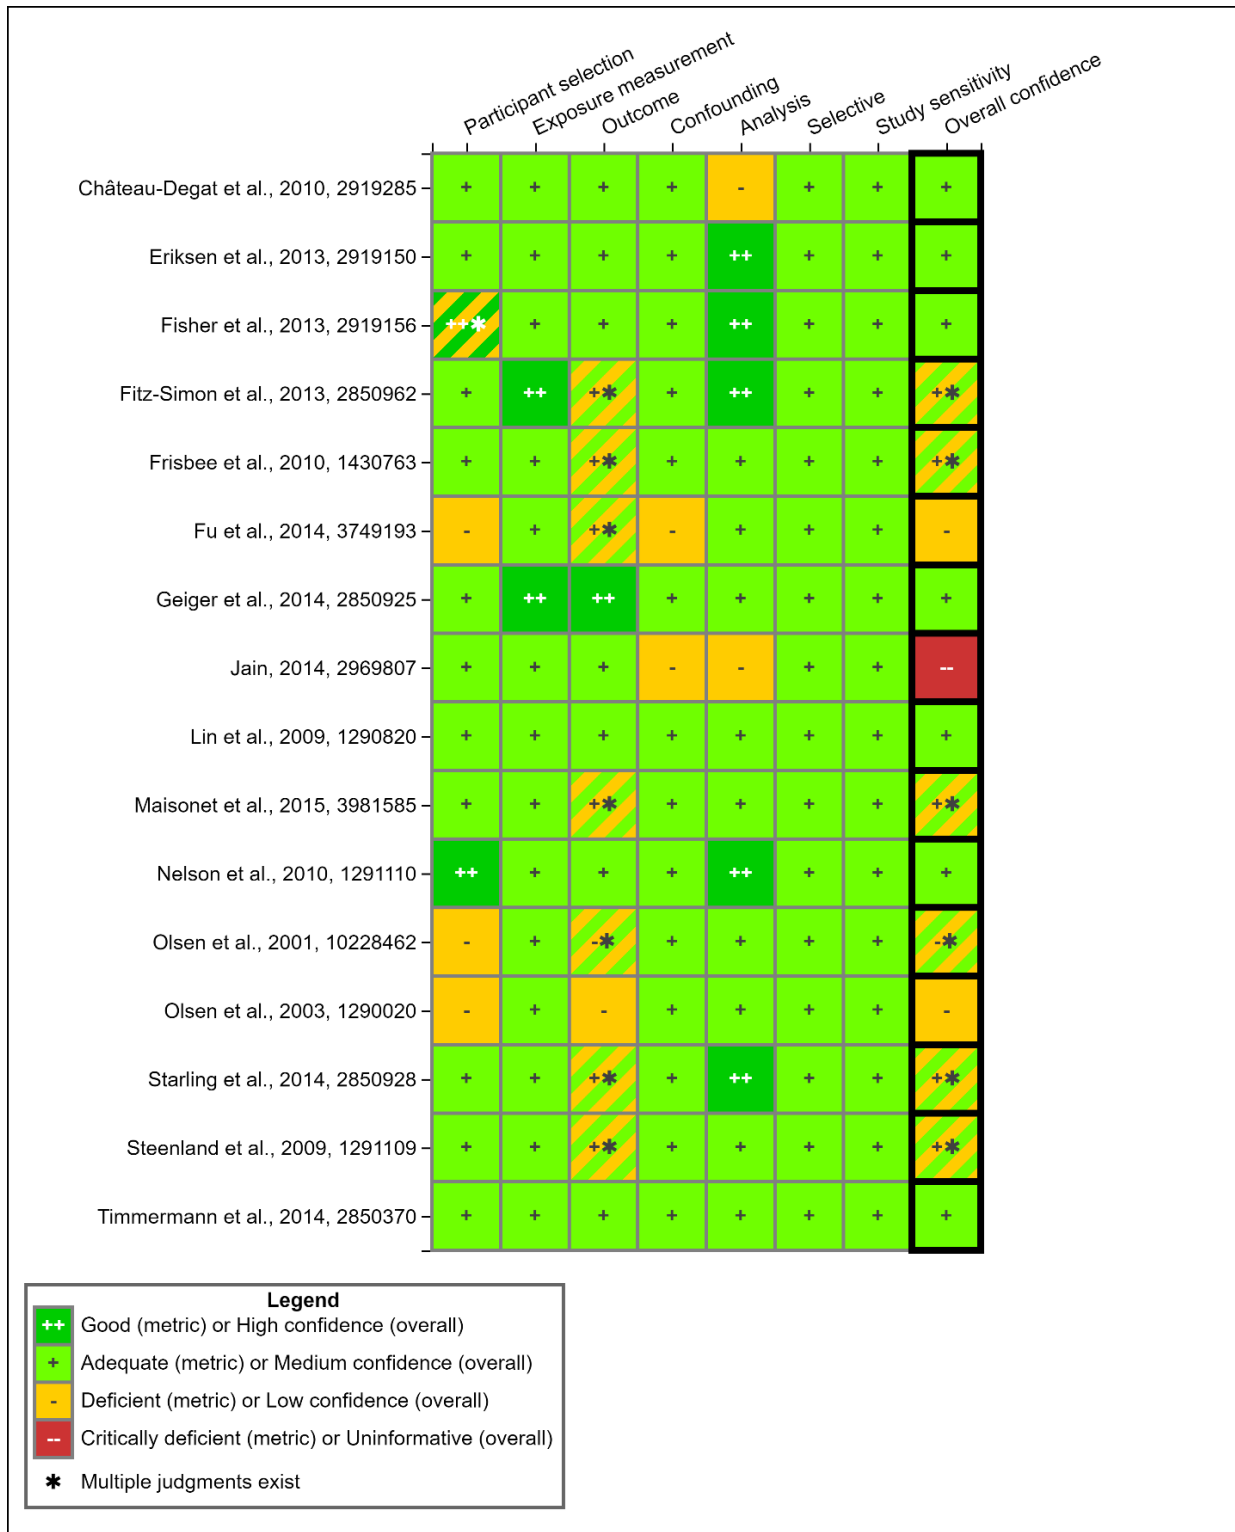 Participant selection
Exposure measurement
Outcome
Confounding
Analysis
Selective
Study sensitivity
Overall confidence
Château-Degat et al., 2010, 2919285 + + + + - + + +
Eriksen et al., 2013, 2919150 + + + + ++ + + +
Fisher et al., 2013, 2919156 ++* + + + ++ + + +
Fitz-Simon et al., 2013, 2850962 + ++ +* + ++ + + +*
Frisbee et al., 2010, 1430763 + + +* + + + + +*
Fu et al., 2014, 3749193 - + +* - + + + -
Geiger et al., 2014, 2850925 + ++ ++ + + + + +
Jain, 2014, 2969807 + + + - - + + --
Lin et al., 2009, 1290820 + + + + + + + +
Maisonet et al., 2015, 3981585 + + +* + + + + +*
Nelson et al., 2010, 1291110 ++ + + + ++ + + +
Olsen et al., 2001, 10228462 - + -* + + + + -*
Olsen et al., 2003, 1290020 - + - + + + + -
Starling et al., 2014, 2850928 + + +* + ++ + + +*
Steenland et al., 2009, 1291109 + + +* + + + + +*
Timmermann et al., 2014, 2850370 + + + + + + + +
Legend
++ Good (metric) or High confidence (overall)
+ Adequate (metric) or Medium confidence (overall)
- Deficient (metric) or Low confidence (overall)
-- Critically deficient (metric) or Uninformative (overall)
* Multiple judgments exist